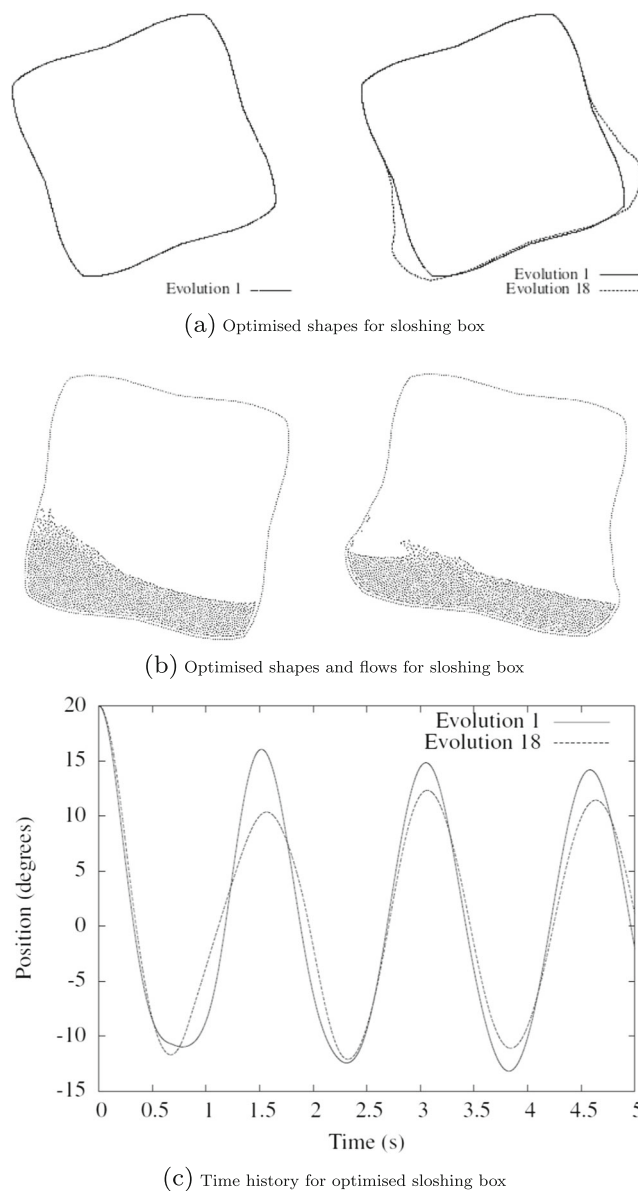 Evolution 1
Evolution 1
Evolution 18
(a) Optimised shapes for sloshing box
(b) Optimised shapes and flows for sloshing box
20
15
10
5
0
-5
-10
-15
Position (degrees)
Evolution 1
Evolution 18
0 0.5 1 1.5 2 2.5 3 3.5 4 4.5 5
Time (s)
(c) Time history for optimised sloshing box